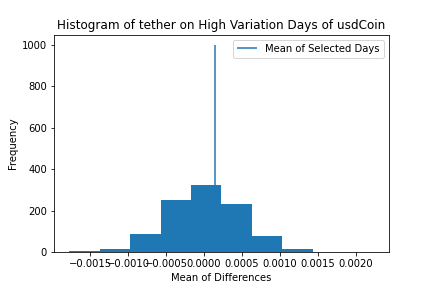 Histogram of tether on High Variation Days of usdCoin
1000
Mean of Selected Days
800
600
Frequency
400
200
0
−0.0015−0.0010−0.0005 0.0000 0.0005 0.0010 0.0015 0.0020
Mean of Differences